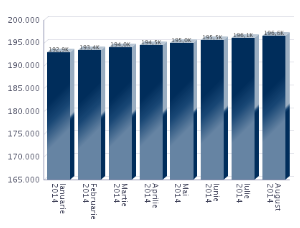 200.000
195.000
190.000
185.000
180.000
175.000
170.000
165.000
192.9K
193.4K
194.0K
194.5K
195.0K
195.5K
196.1K
196.6K
Ianuarie 2014
Februarie 2014
Martie 2014
Aprilie 2014
Mai 2014
Iunie 2014
Iulie 2014
August 2014